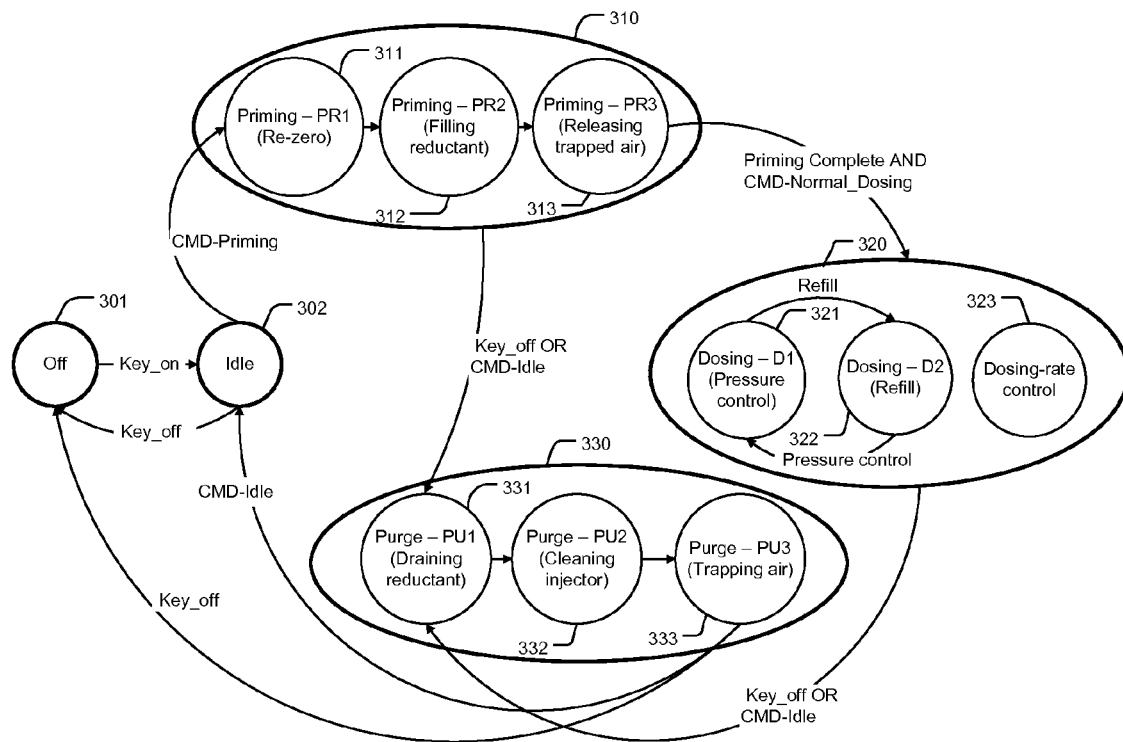 310
311
Priming – PR1
(Re-zero)
Priming – PR2
(Filling
reductant)
Priming – PR3
(Releasing
trapped air)
312
313
Priming Complete AND
CMD-Normal_Dosing
CMD-Priming
320
Refill
321
323
301
302
Off
Key_on
Idle
Key_off
Key_off OR
CMD-Idle
Dosing – D1
(Pressure
control)
Dosing – D2
(Refill)
Dosing-rate
control
322
Pressure control
330
CMD-Idle
331
Purge – PU1
(Draining
reductant)
Purge – PU2
(Cleaning
injector)
Purge – PU3
(Trapping air)
Key_off
332
333
Key_off OR
CMD-Idle